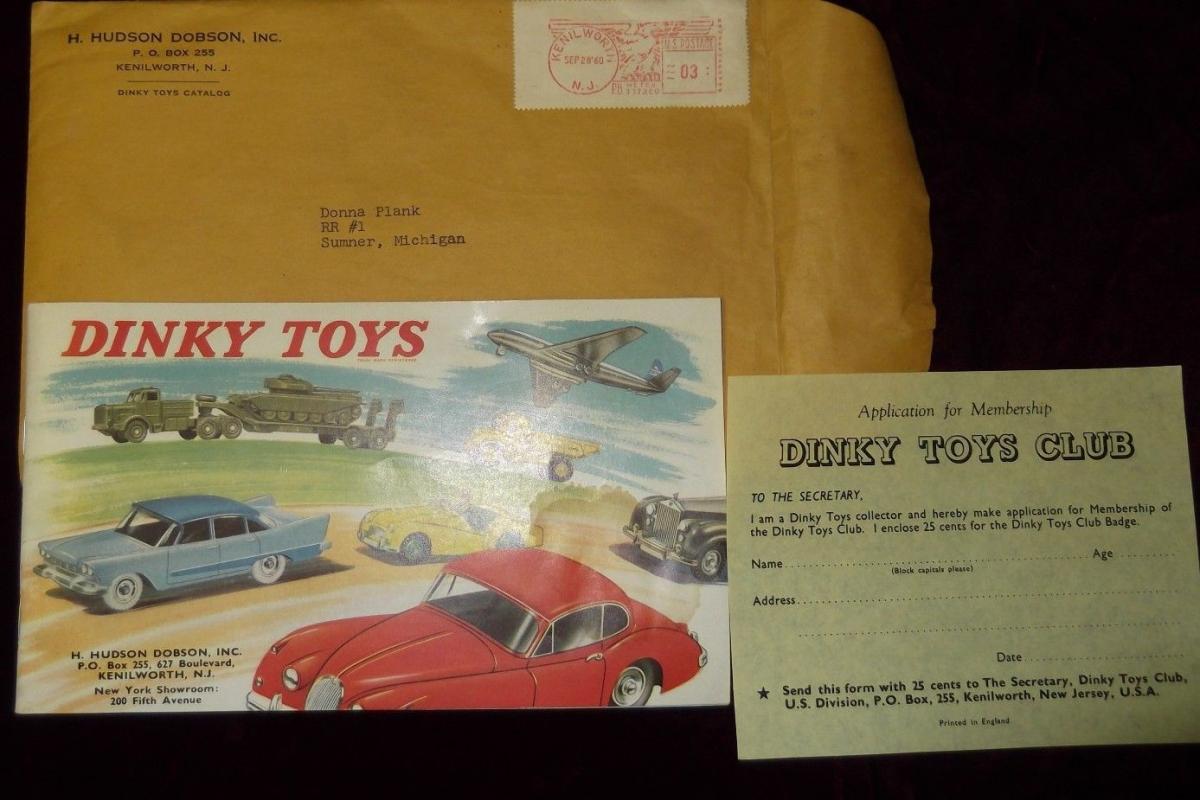 H. HUDSON DOBSON, INC.
P. O. BOX 255
KENILWORTH, N. J.
DINKY TOYS CATALOG
KENILWORTH
SEP 28'60
N. J.
U.S. POSTAGE
03
Donna Plank
RR #1
Sumner, Michigan
DINKY TOYS
TRADE MARK REGISTERED
H. HUDSON DOBSON, INC.
P.O. Box 255, 627 Boulevard,
KENILWORTH, N.J.
New York Showroom:
200 Fifth Avenue
Application for Membership
DINKY TOYS CLUB
TO THE SECRETARY,
I am a Dinky Toys collector and hereby make application for Membership of
the Dinky Toys Club. I enclose 25 cents for the Dinky Toys Club Badge.
Name Age
(Block capitals please)
Address
Date
★ Send this form with 25 cents to The Secretary, Dinky Toys Club,
U.S. Division, P.O. Box, 255, Kenilworth, New Jersey, U.S.A.
Printed in England